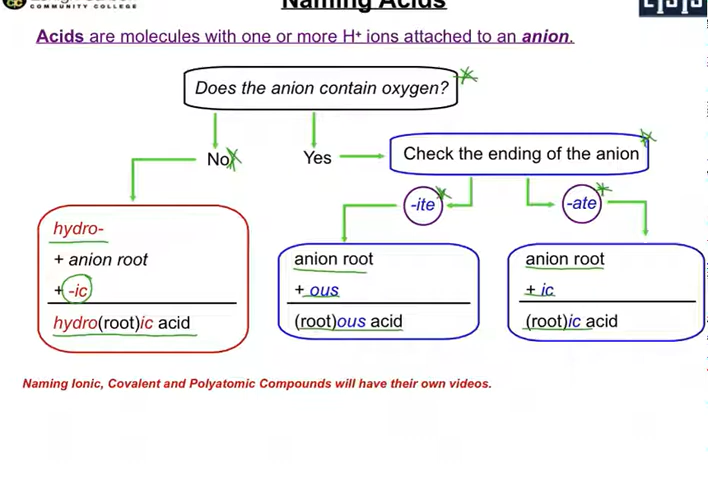 COMMUNITY COLLEGE
Naming Acids
Acids are molecules with one or more H⁺ ions attached to an anion.
Does the anion contain oxygen?
No
Yes
Check the ending of the anion
-ite
-ate
hydro-
+ anion root
+ -ic
hydro(root)ic acid
anion root
+ ous
(root)ous acid
anion root
+ ic
(root)ic acid
Naming Ionic, Covalent and Polyatomic Compounds will have their own videos.